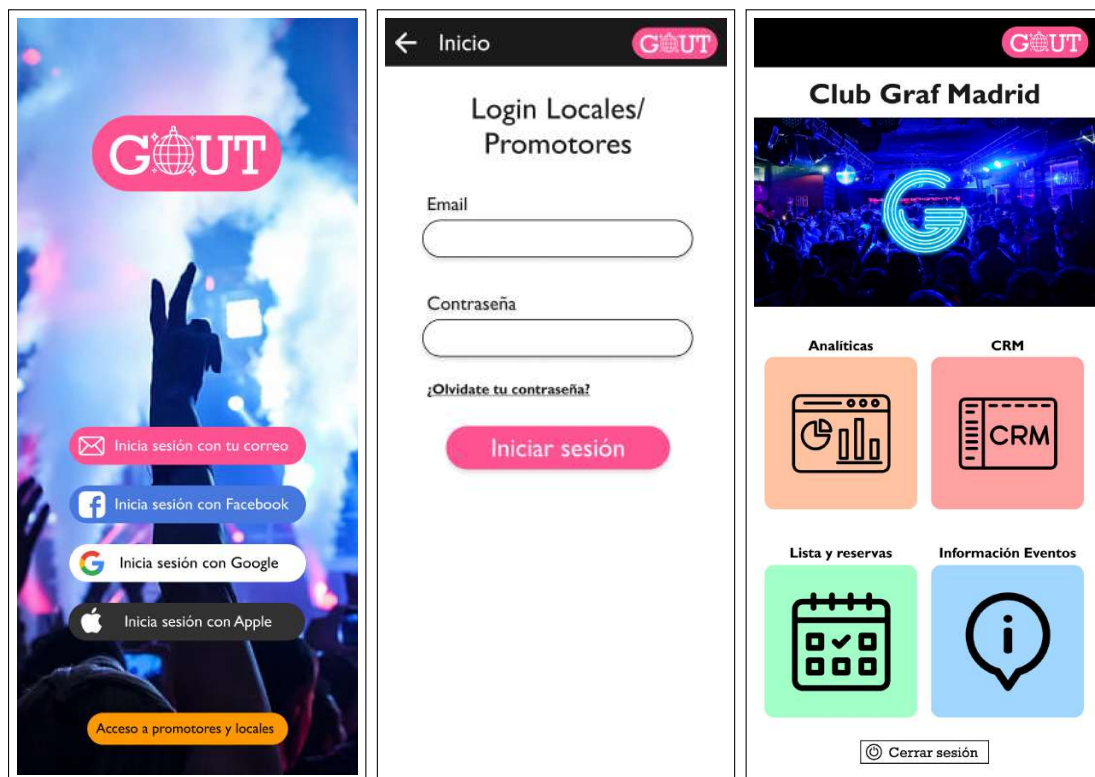 GOUT
Inicia sesión con tu correo
Inicia sesión con Facebook
Inicia sesión con Google
Inicia sesión con Apple
Acceso a promotores y locales
Inicio
GOUT
Login Locales/
Promotores
Email
Contraseña
¿Olvidate tu contraseña?
Iniciar sesión
GOUT
Club Graf Madrid
G
Analíticas
CRM
CRM
Lista y reservas
Información Eventos
Cerrar sesión